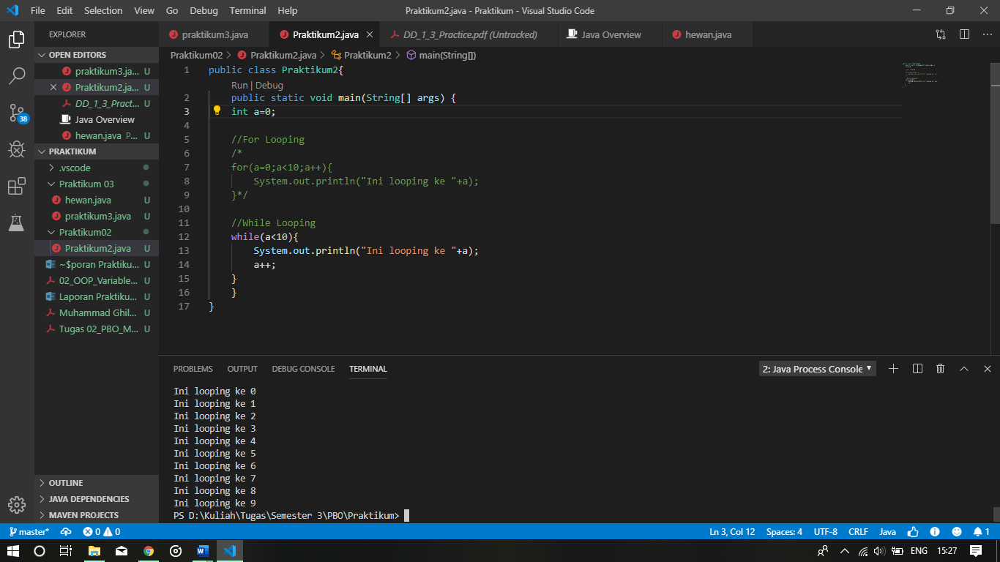 File Edit Selection View Go Debug Terminal Help Praktikum2.java - Praktikum - Visual Studio Code
EXPLORER
praktikum3.java Praktikum2.java DD_1_3_Practice.pdf (Untracked) Java Overview hewan.java
OPEN EDITORS
praktikum3.ja... U
Praktikum2.ja... U
DD_1_3_Pract... U
Java Overview
hewan.java P... U
PRAKTIKUM
.vscode
Praktikum 03
hewan.java U
praktikum3.java U
Praktikum02
Praktikum2.java U
~$poran Praktiku... U
02_OOP_Variable... U
Laporan Praktiku... U
Muhammad Ghil... U
Tugas 02_PBO_M... U
OUTLINE
JAVA DEPENDENCIES
MAVEN PROJECTS
38
Praktikum02 > Praktikum2.java > Praktikum2 > main(String[])
1 public class Praktikum2{
Run | Debug
2 public static void main(String[] args) {
3 int a=0;
4
5 //For Looping
6 /*
7 for(a=0;a<10;a++){
8 System.out.println("Ini looping ke "+a);
9 }*/
10
11 //While Looping
12 while(a<10){
13 System.out.println("Ini looping ke "+a);
14 a++;
15 }
16 }
17 }
PROBLEMS OUTPUT DEBUG CONSOLE TERMINAL 2: Java Process Console
Ini looping ke 0
Ini looping ke 1
Ini looping ke 2
Ini looping ke 3
Ini looping ke 4
Ini looping ke 5
Ini looping ke 6
Ini looping ke 7
Ini looping ke 8
Ini looping ke 9
PS D:\Kuliah\Tugas\Semester 3\PBO\Praktikum>
master* 0 0 Ln 3, Col 12 Spaces: 4 UTF-8 CRLF Java 1
ENG 15:27